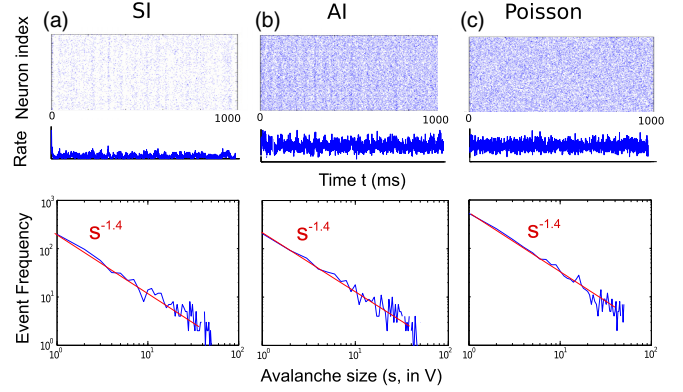 (a) SI (b) AI (c) Poisson
Neuron index
0 1000 0 1000 0 1000
Rate
Time t (ms)
Event Frequency
10³
10²
10¹
10⁰
s⁻¹·⁴ s⁻¹·⁴ s⁻¹·⁴
10⁰ 10¹ 10² 10⁰ 10¹ 10² 10⁰ 10¹ 10²
Avalanche size (s, in V)